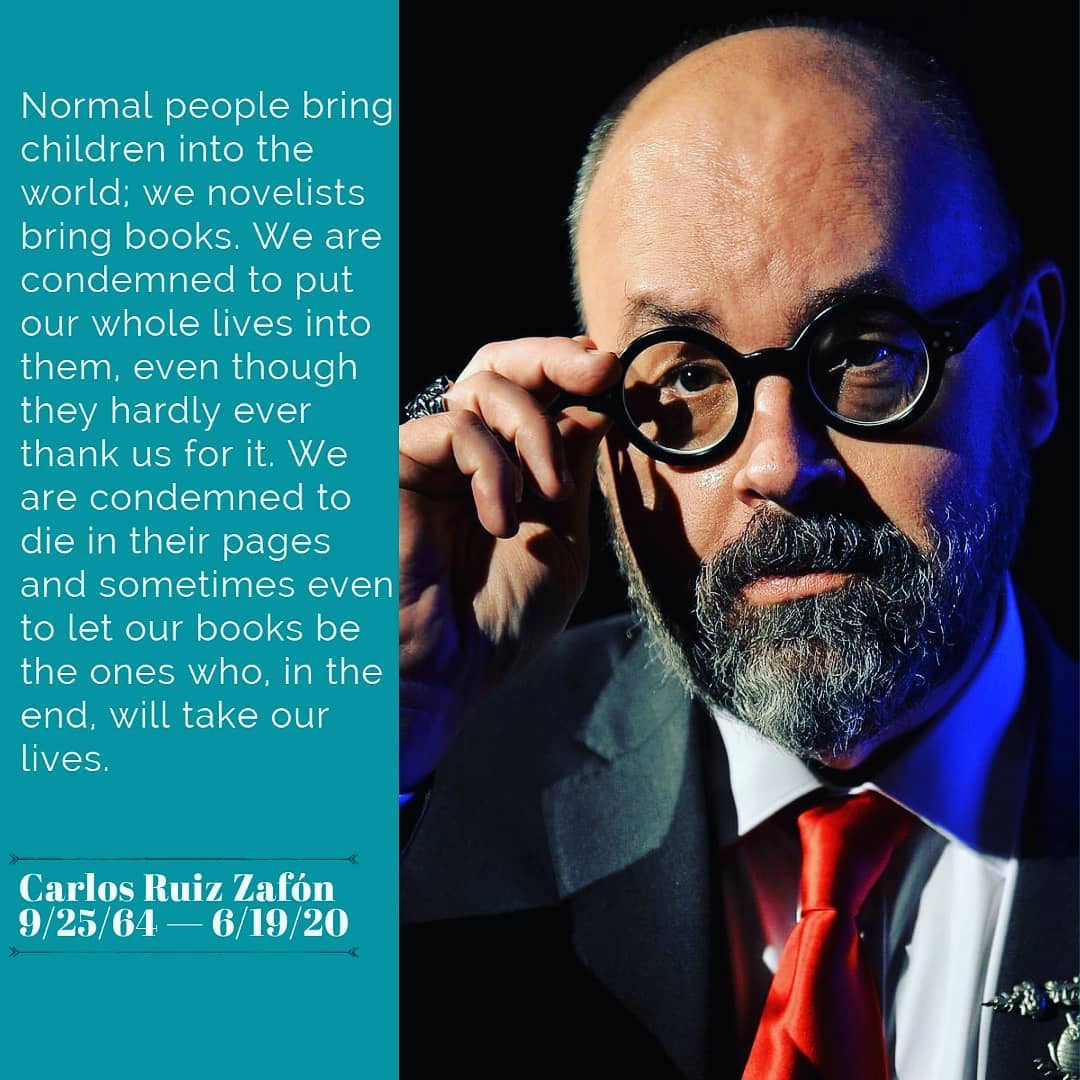 Normal people bring
children into the
world; we novelists
bring books. We are
condemned to put
our whole lives into
them, even though
they hardly ever
thank us for it. We
are condemned to
die in their pages
and sometimes even
to let our books be
the ones who, in the
end, will take our
lives.
Carlos Ruiz Zafón
9/25/64 — 6/19/20